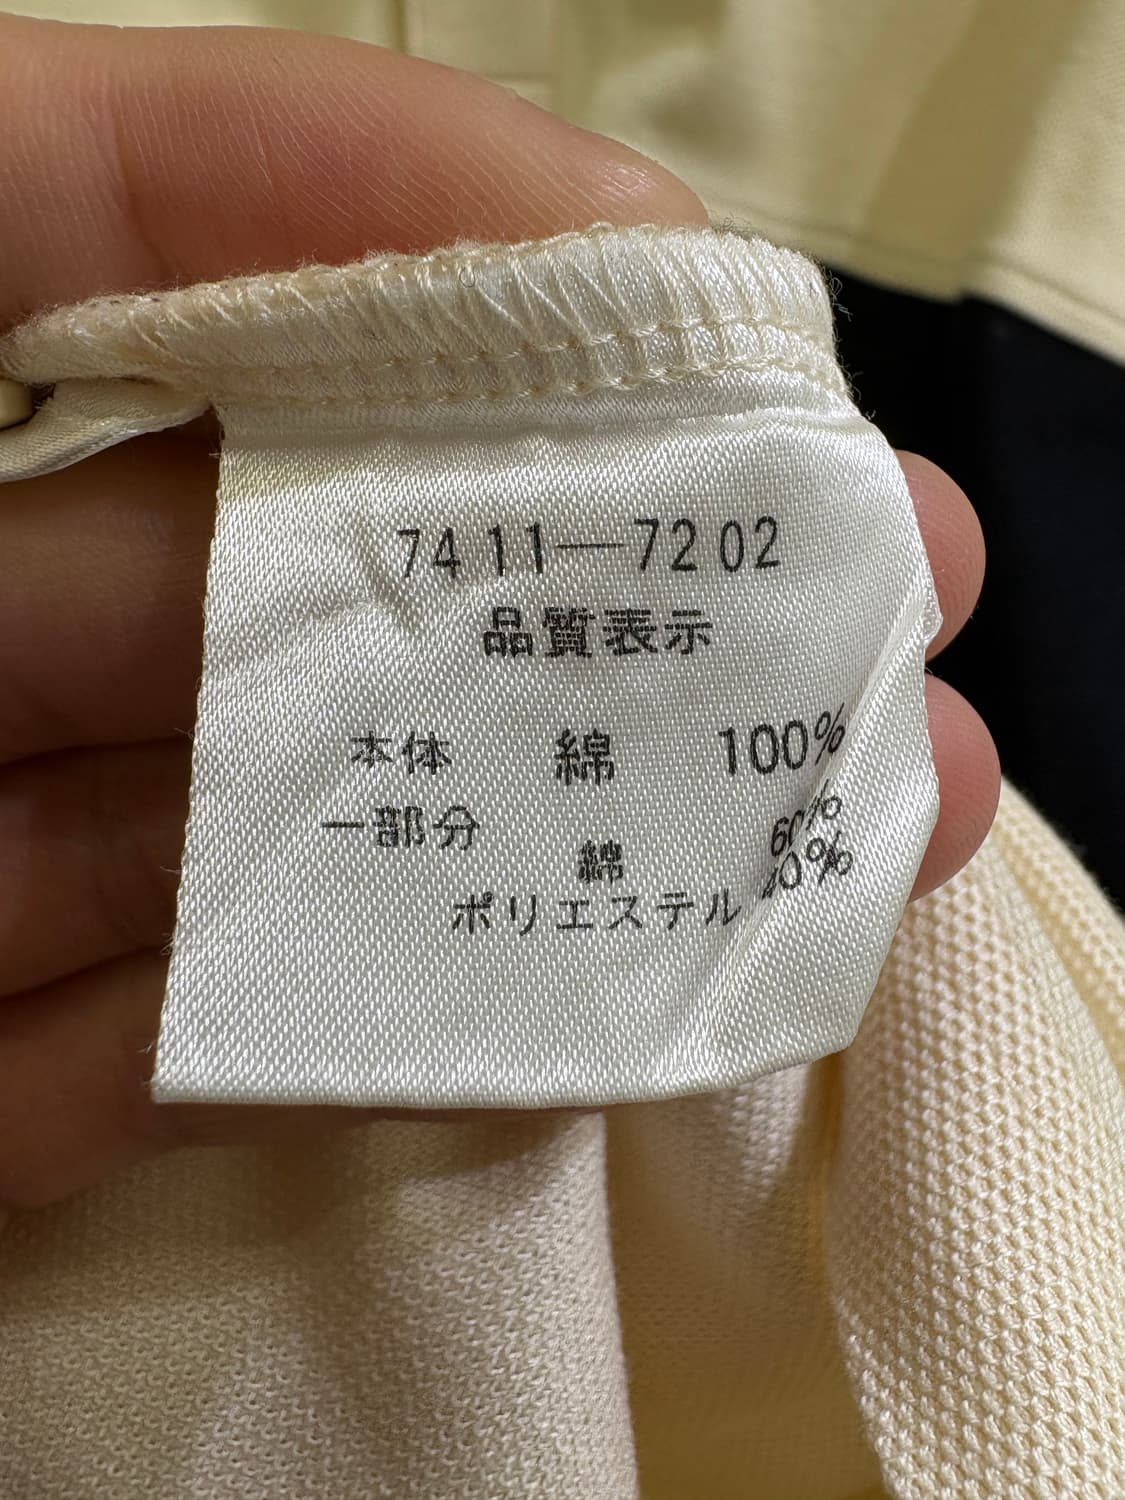 7411―7202
品質表示
本体 綿 100%
一部分 綿 60%
ポリエステル 40%